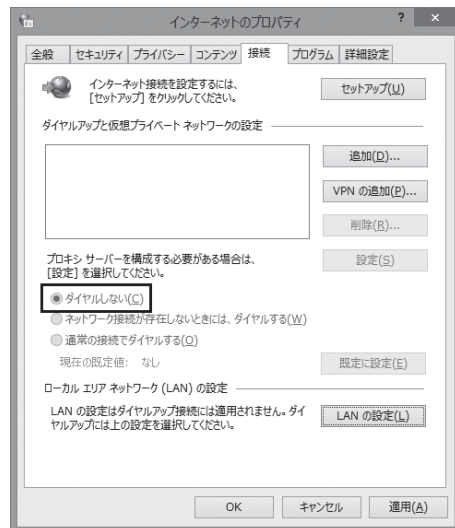 インターネットのプロパティ
? ×
全般 セキュリティ プライバシー コンテンツ 接続 プログラム 詳細設定
インターネット接続を設定するには、
[セットアップ] をクリックしてください。
セットアップ(U)
ダイヤルアップと仮想プライベート ネットワークの設定
追加(D)...
VPN の追加(P)...
削除(R)...
プロキシ サーバーを構成する必要がある場合は、
[設定] を選択してください。
設定(S)
ダイヤルしない(C)
ネットワーク接続が存在しないときには、ダイヤルする(W)
通常の接続でダイヤルする(O)
現在の既定値: なし
既定に設定(E)
ローカル エリア ネットワーク (LAN) の設定
LAN の設定はダイヤルアップ接続には適用されません。ダイ
ヤルアップには上の設定を選択してください。
LAN の設定(L)
OK キャンセル 適用(A)